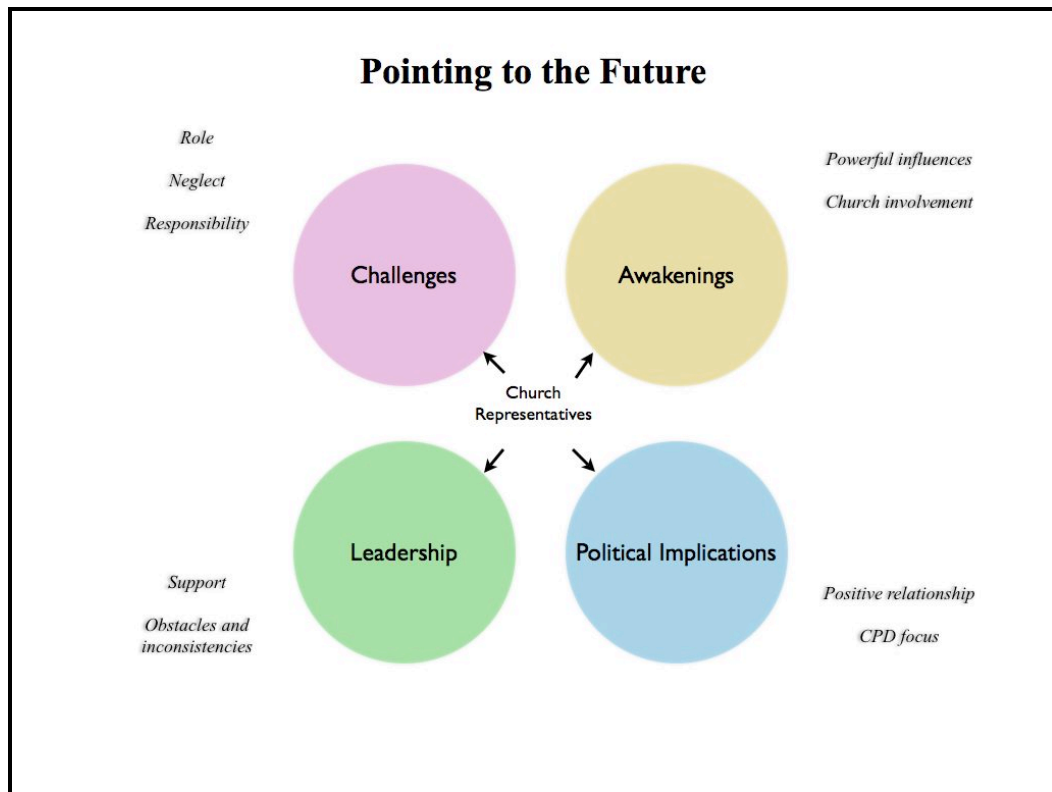 Pointing to the Future
Role
Neglect
Responsibility
Challenges
Powerful influences
Church involvement
Awakenings
Church
Representatives
Support
Obstacles and
inconsistencies
Leadership
Political Implications
Positive relationship
CPD focus